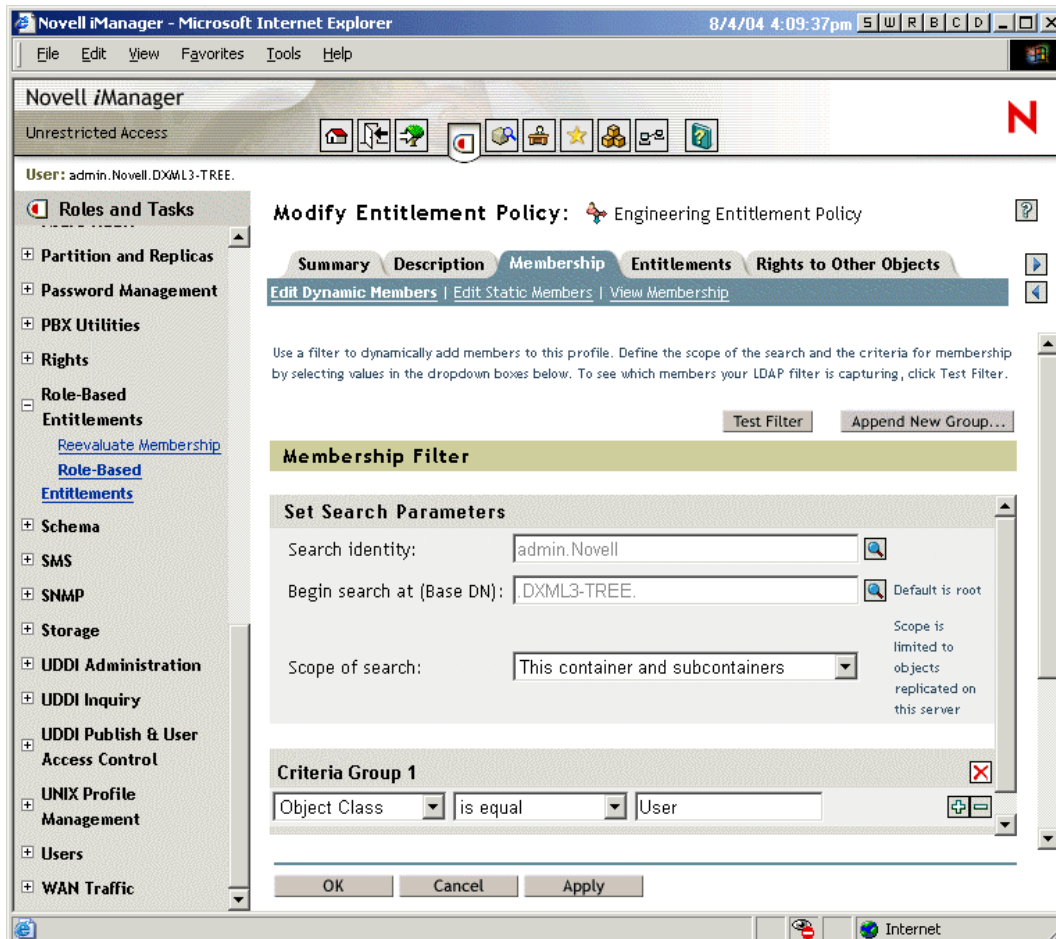 Novell iManager - Microsoft Internet Explorer 8/4/04 4:09:37pm S W R B C D
File Edit View Favorites Tools Help
Novell iManager
Unrestricted Access
N
User: admin.Novell.DXML3-TREE.
Roles and Tasks
Partition and Replicas
Password Management
PBX Utilities
Rights
Role-Based
Entitlements
Reevaluate Membership
Role-Based
Entitlements
Schema
SMS
SNMP
Storage
UDDI Administration
UDDI Inquiry
UDDI Publish & User
Access Control
UNIX Profile
Management
Users
WAN Traffic
Modify Entitlement Policy: Engineering Entitlement Policy
Summary Description Membership Entitlements Rights to Other Objects
Edit Dynamic Members | Edit Static Members | View Membership
Use a filter to dynamically add members to this profile. Define the scope of the search and the criteria for membership
by selecting values in the dropdown boxes below. To see which members your LDAP filter is capturing, click Test Filter.
Test Filter Append New Group...
Membership Filter
Set Search Parameters
Search identity: admin.Novell
Begin search at (Base DN): .DXML3-TREE. Default is root
Scope of search: This container and subcontainers
Scope is
limited to
objects
replicated on
this server
Criteria Group 1
Object Class is equal User
OK Cancel Apply
Internet